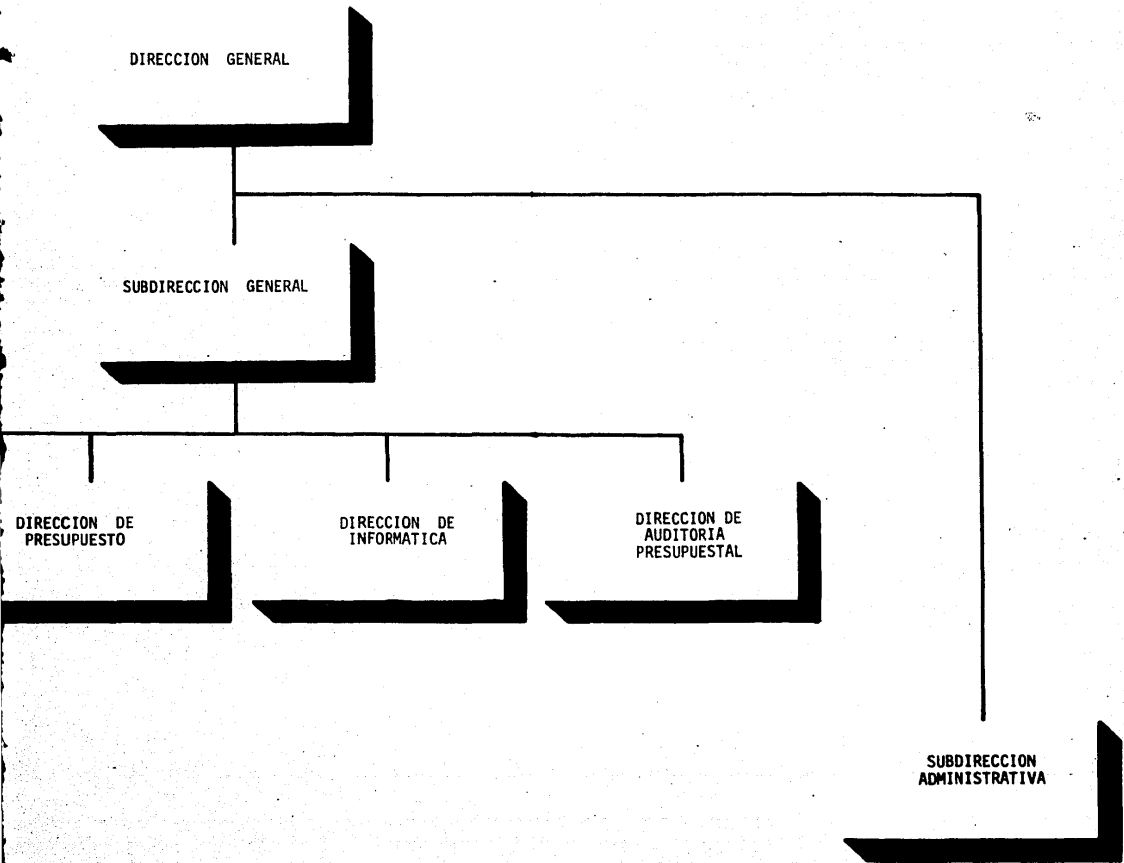 DIRECCION GENERAL
SUBDIRECCION GENERAL
DIRECCION DE
PRESUPUESTO
DIRECCION DE
INFORMATICA
DIRECCION DE
AUDITORIA
PRESUPUESTAL
SUBDIRECCION
ADMINISTRATIVA